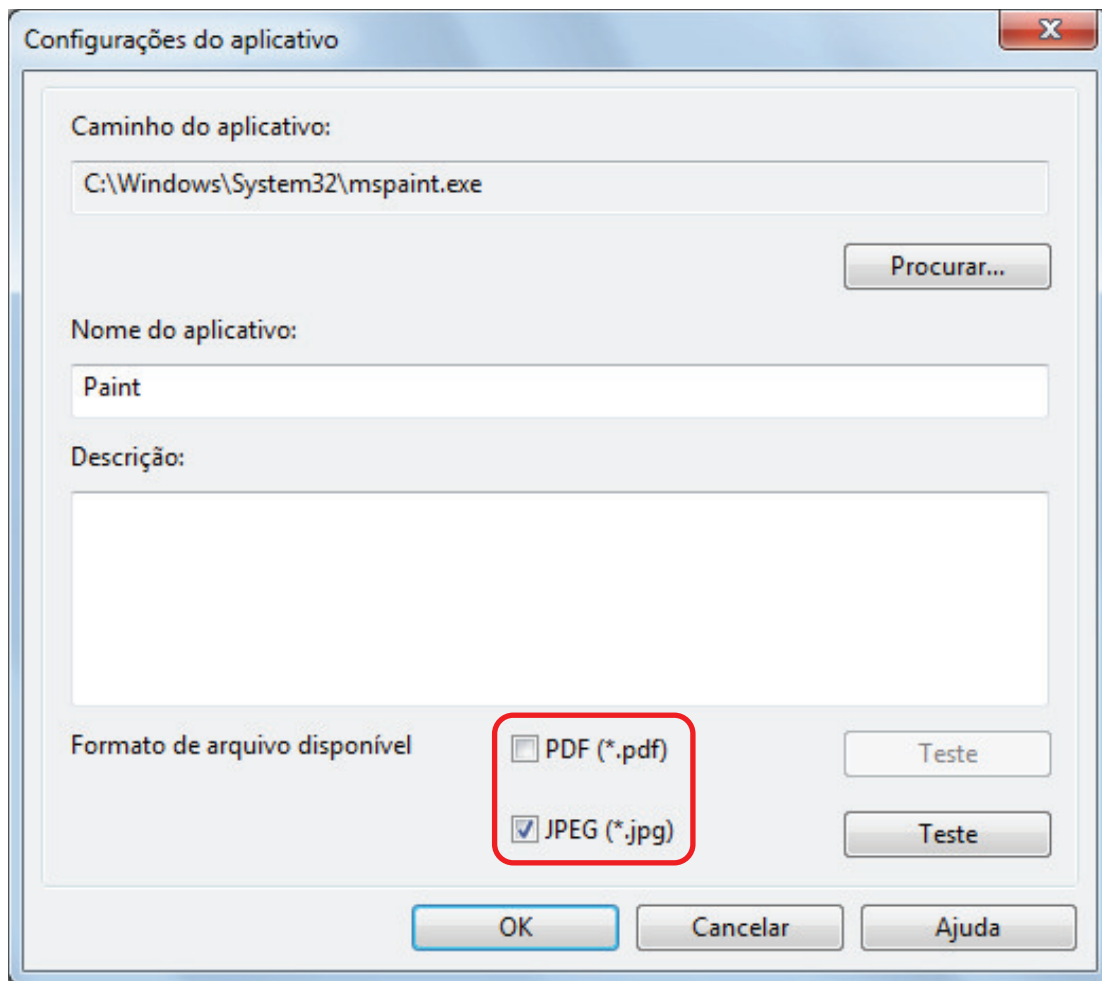 Configurações do aplicativo
Caminho do aplicativo:
C:\Windows\System32\mspaint.exe
Procurar...
Nome do aplicativo:
Paint
Descrição:
Formato de arquivo disponível
PDF (*.pdf)
Teste
JPEG (*.jpg)
Teste
OK
Cancelar
Ajuda